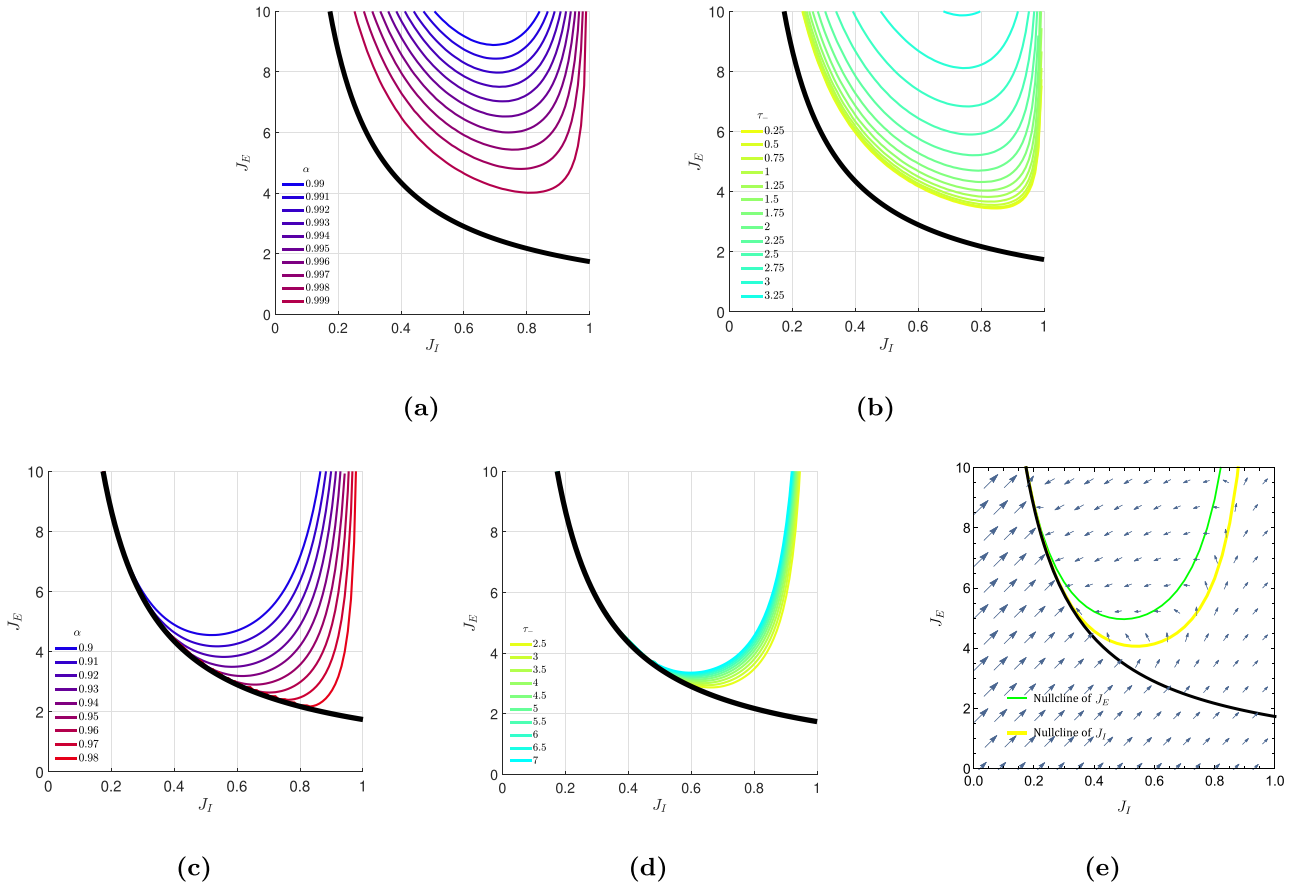 10
8
6
4
2
0
J_E
α
0.99
0.991
0.992
0.993
0.994
0.995
0.996
0.997
0.998
0.999
0 0.2 0.4 0.6 0.8 1
J_I
(a)
10
8
6
4
2
0
J_E
τ_−
0.25
0.5
0.75
1
1.25
1.5
1.75
2
2.25
2.5
2.75
3
3.25
0 0.2 0.4 0.6 0.8 1
J_I
(b)
10
8
6
4
2
0
J_E
α
0.9
0.91
0.92
0.93
0.94
0.95
0.96
0.97
0.98
0 0.2 0.4 0.6 0.8 1
J_I
(c)
10
8
6
4
2
0
J_E
τ_−
2.5
3
3.5
4
4.5
5
5.5
6
6.5
7
0 0.2 0.4 0.6 0.8 1
J_I
(d)
10
8
6
4
2
0
J_E
Nullcline of J_E
Nullcline of J_I
0.0 0.2 0.4 0.6 0.8 1.0
J_I
(e)